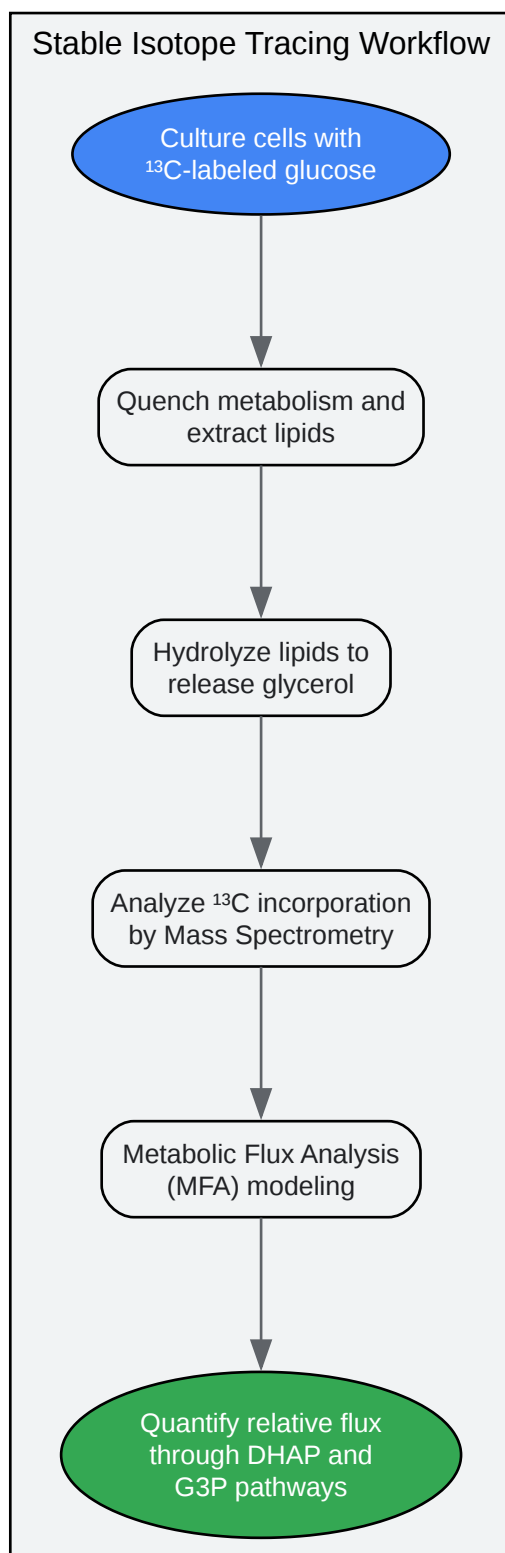 Stable Isotope Tracing Workflow
Culture cells with
¹³C-labeled glucose
Quench metabolism and
extract lipids
Hydrolyze lipids to
release glycerol
Analyze ¹³C incorporation
by Mass Spectrometry
Metabolic Flux Analysis
(MFA) modeling
Quantify relative flux
through DHAP and
G3P pathways